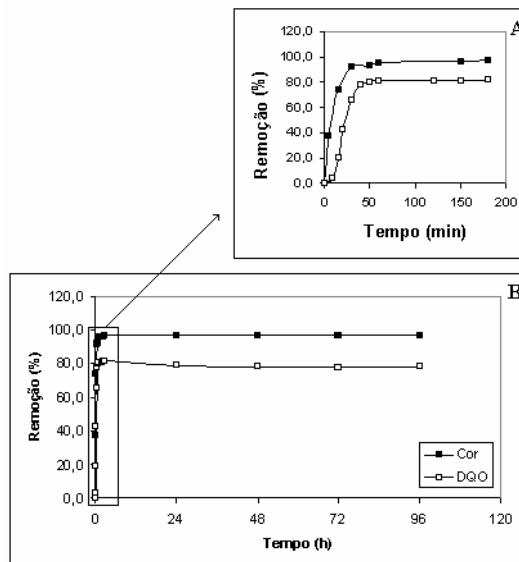 A
Remoção (%)
120,0
100,0
80,0
60,0
40,0
20,0
0,0
0 50 100 150 200
Tempo (min)
B
Remoção (%)
120,0
100,0
80,0
60,0
40,0
20,0
0,0
0 24 48 72 96 120
Tempo (h)
Cor
DQO